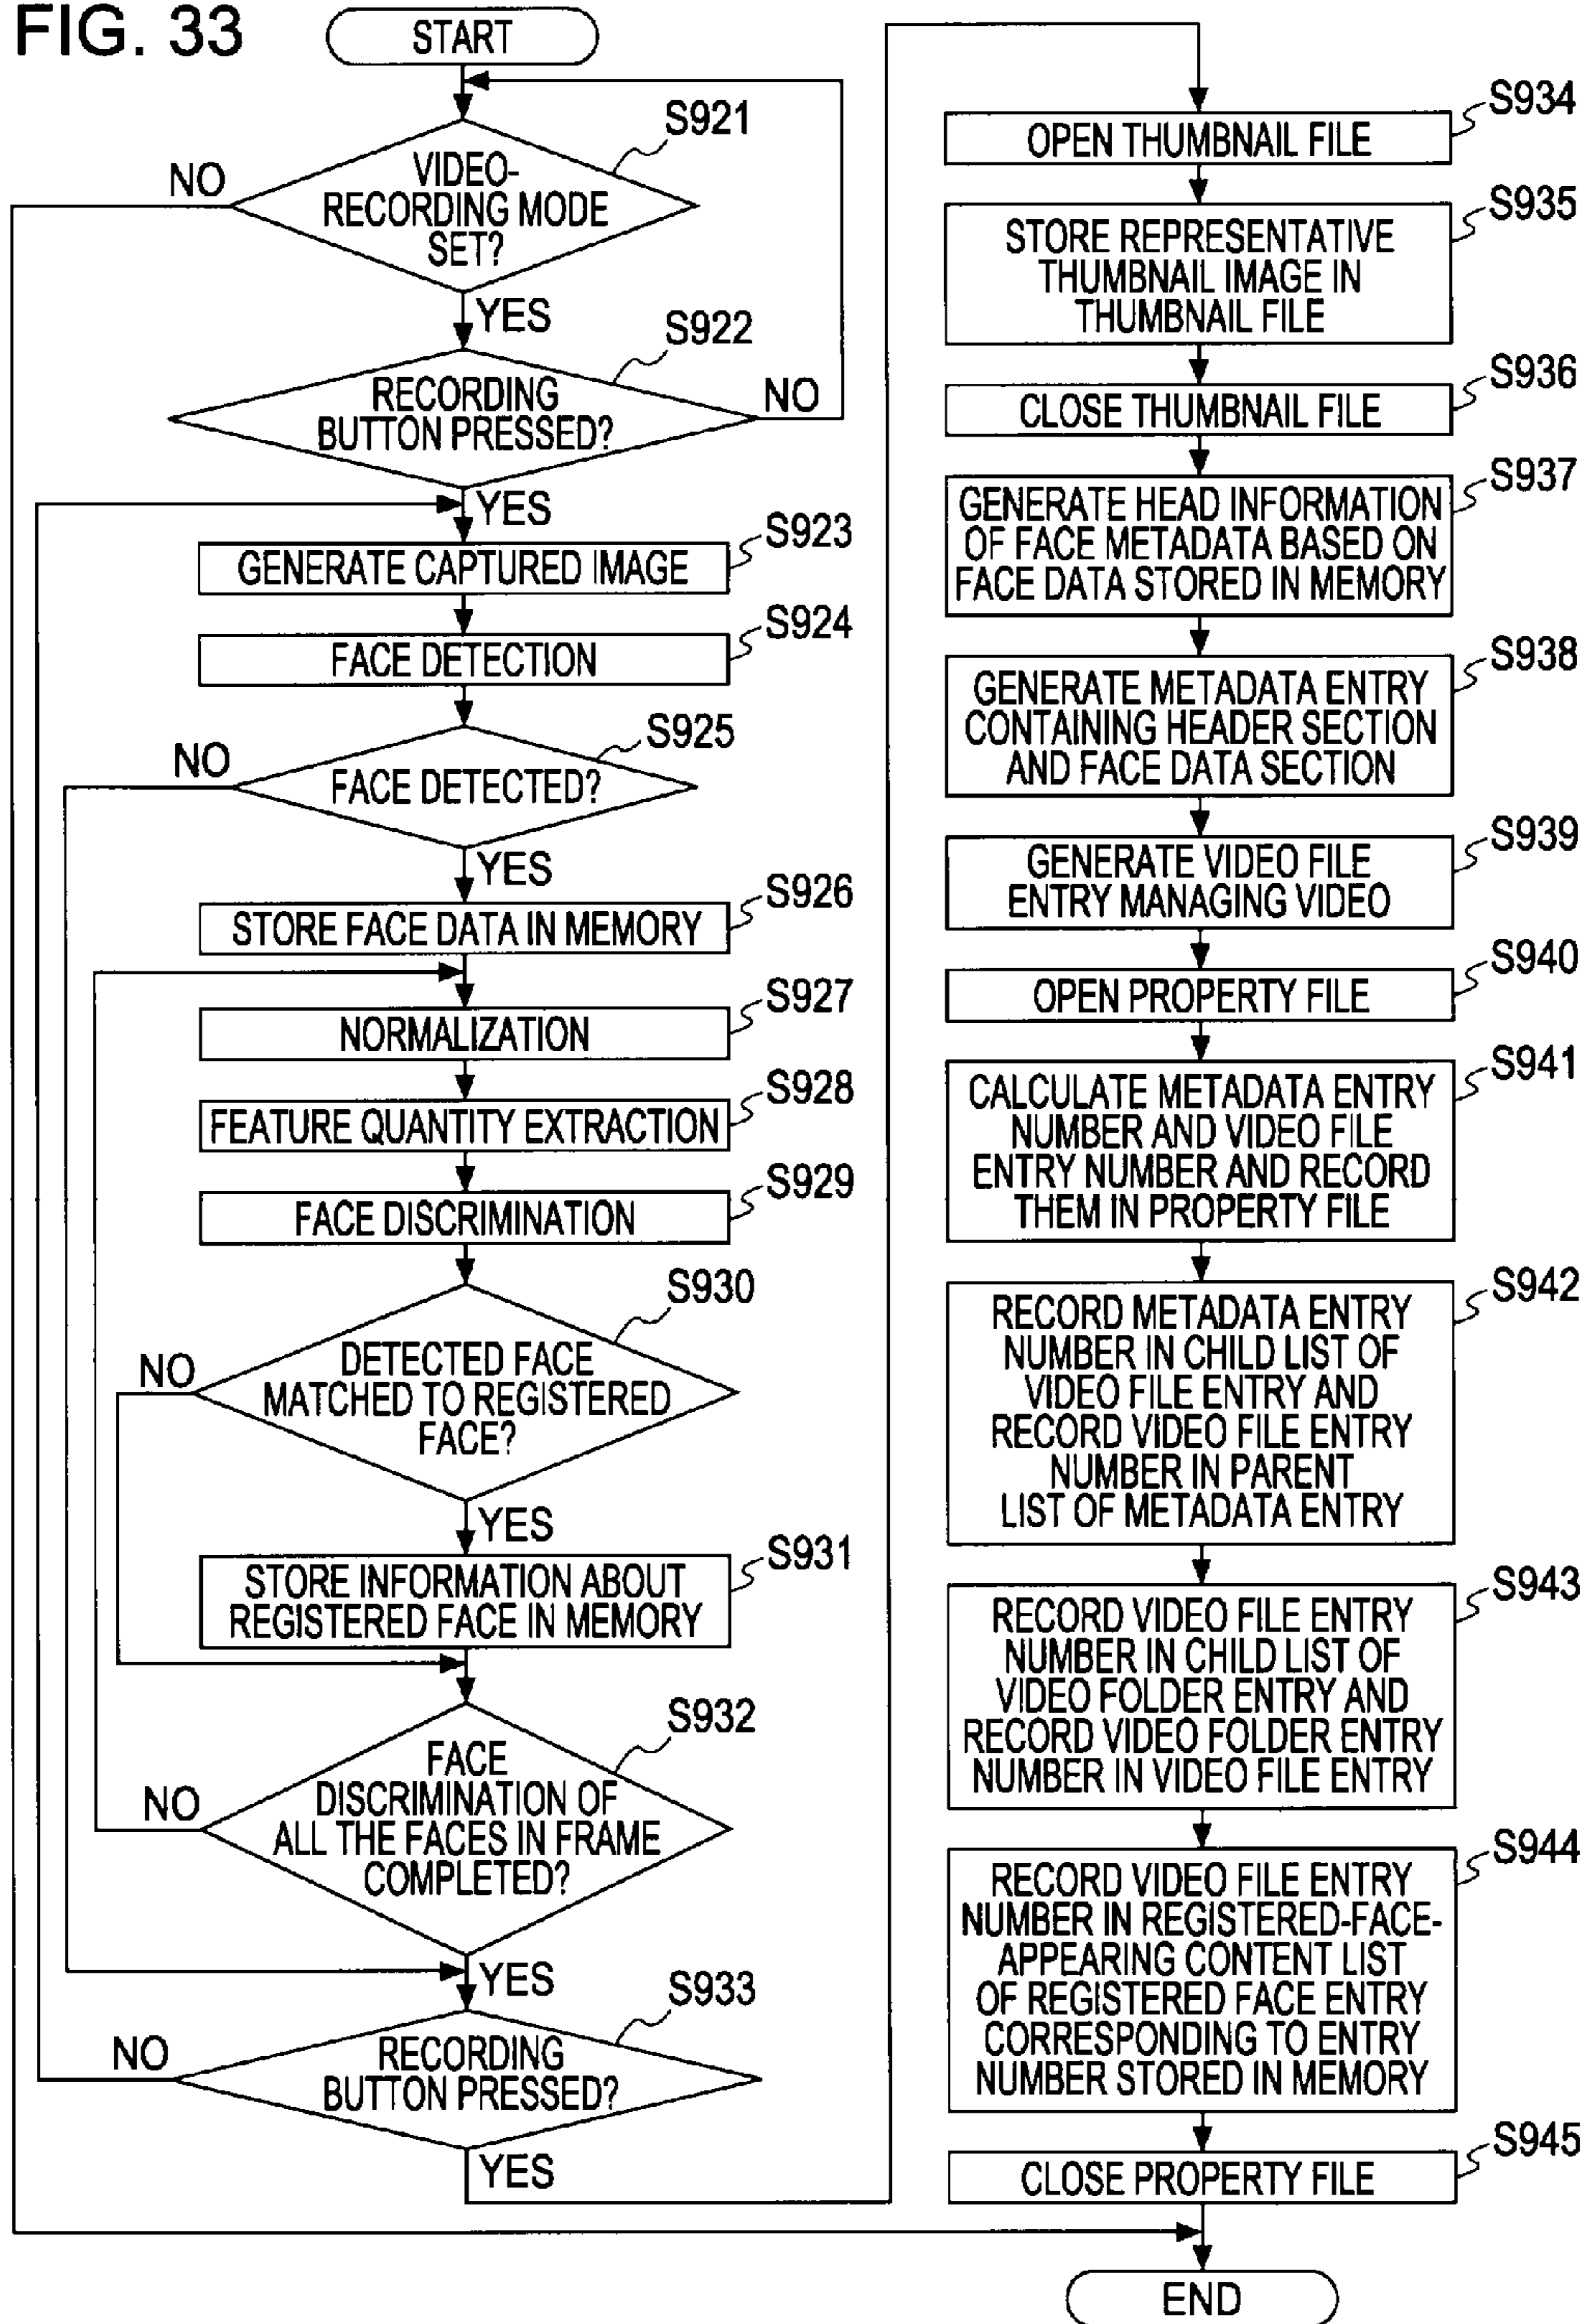 FIG. 33
START
S921
VIDEO-
RECORDING MODE
SET?
NO
YES
S922
RECORDING
BUTTON PRESSED?
NO
YES
S923
GENERATE CAPTURED IMAGE
S924
FACE DETECTION
S925
NO
FACE DETECTED?
YES
S926
STORE FACE DATA IN MEMORY
S927
NORMALIZATION
S928
FEATURE QUANTITY EXTRACTION
S929
FACE DISCRIMINATION
S930
NO
DETECTED FACE
MATCHED TO REGISTERED
FACE?
YES
S931
STORE INFORMATION ABOUT
REGISTERED FACE IN MEMORY
S932
FACE
DISCRIMINATION OF
ALL THE FACES IN FRAME
COMPLETED?
NO
YES
S933
NO
RECORDING
BUTTON PRESSED?
YES
S934
OPEN THUMBNAIL FILE
S935
STORE REPRESENTATIVE
THUMBNAIL IMAGE IN
THUMBNAIL FILE
S936
CLOSE THUMBNAIL FILE
S937
GENERATE HEAD INFORMATION
OF FACE METADATA BASED ON
FACE DATA STORED IN MEMORY
S938
GENERATE METADATA ENTRY
CONTAINING HEADER SECTION
AND FACE DATA SECTION
S939
GENERATE VIDEO FILE
ENTRY MANAGING VIDEO
S940
OPEN PROPERTY FILE
S941
CALCULATE METADATA ENTRY
NUMBER AND VIDEO FILE
ENTRY NUMBER AND RECORD
THEM IN PROPERTY FILE
S942
RECORD METADATA ENTRY
NUMBER IN CHILD LIST OF
VIDEO FILE ENTRY AND
RECORD VIDEO FILE ENTRY
NUMBER IN PARENT
LIST OF METADATA ENTRY
S943
RECORD VIDEO FILE ENTRY
NUMBER IN CHILD LIST OF
VIDEO FOLDER ENTRY AND
RECORD VIDEO FOLDER ENTRY
NUMBER IN VIDEO FILE ENTRY
S944
RECORD VIDEO FILE ENTRY
NUMBER IN REGISTERED-FACE-
APPEARING CONTENT LIST
OF REGISTERED FACE ENTRY
CORRESPONDING TO ENTRY
NUMBER STORED IN MEMORY
S945
CLOSE PROPERTY FILE
END